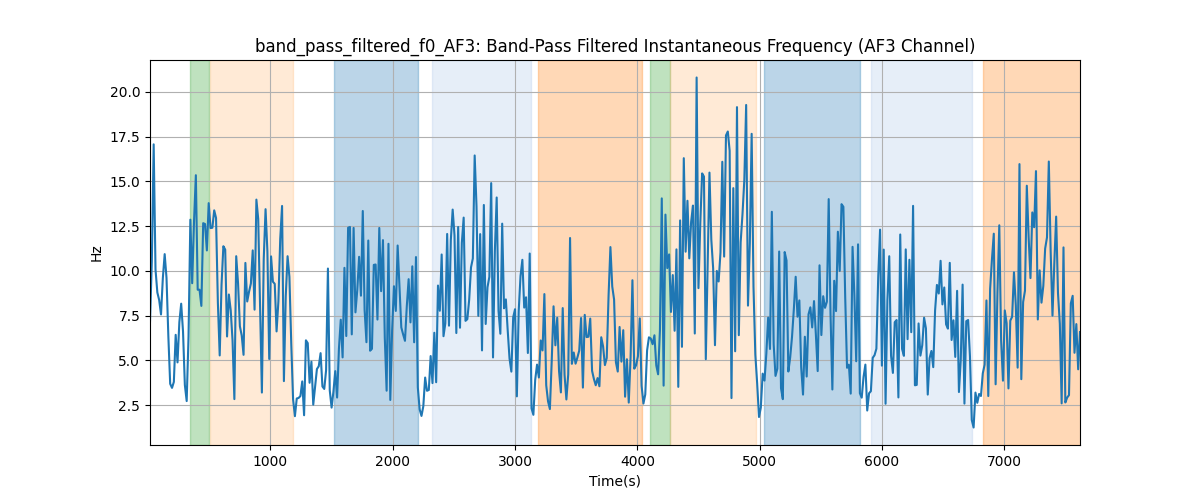 band_pass_filtered_f0_AF3: Band-Pass Filtered Instantaneous Frequency (AF3 Channel)
20.0
17.5
15.0
12.5
10.0
7.5
5.0
2.5
Hz
1000 2000 3000 4000 5000 6000 7000
Time(s)